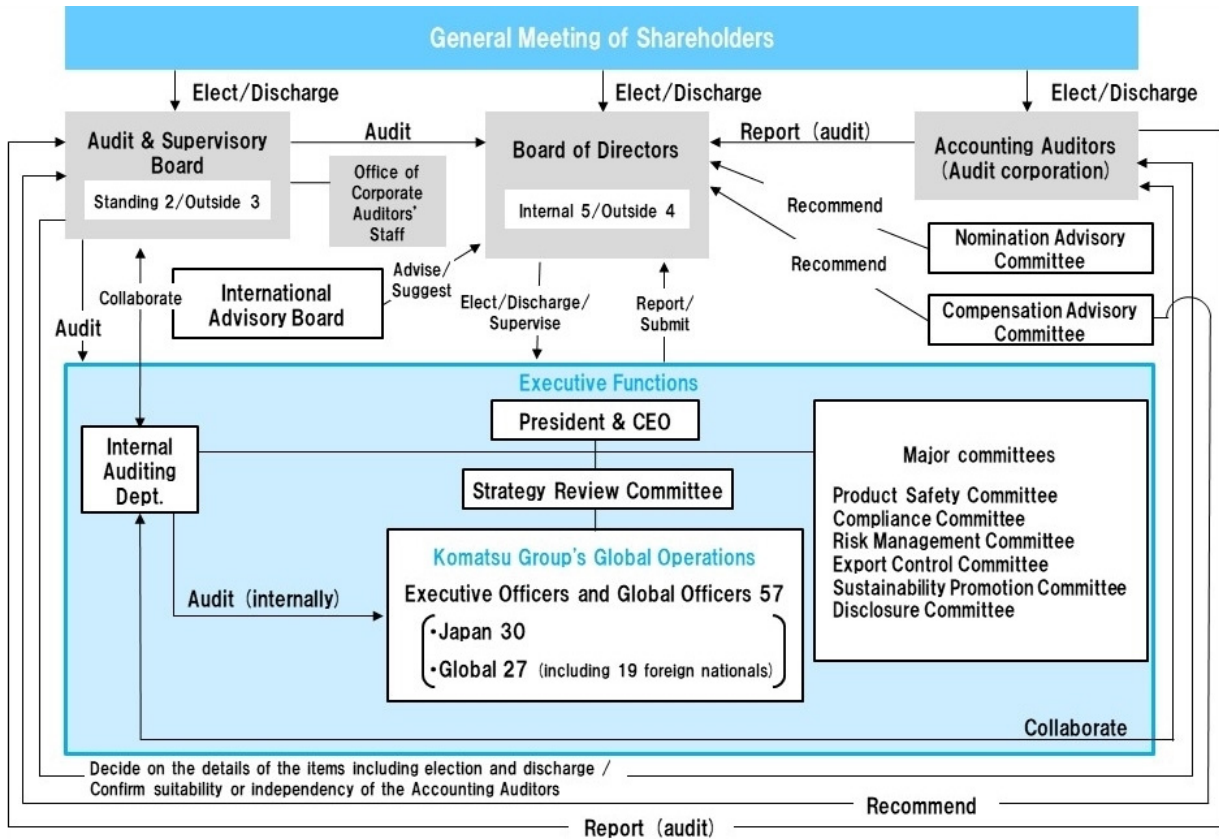 General Meeting of Shareholders
Elect/Discharge
Elect/Discharge
Elect/Discharge
Audit & Supervisory
Board
Standing 2/Outside 3
Audit
Office of
Corporate
Auditors'
Staff
Board of Directors
Internal 5/Outside 4
Report (audit)
Accounting Auditors
(Audit corporation)
Recommend
Recommend
Nomination Advisory
Committee
Compensation Advisory
Committee
Collaborate
Audit
International
Advisory Board
Advise/
Suggest
Elect/Discharge/
Supervise
Report/
Submit
Executive Functions
President & CEO
Internal
Auditing
Dept.
Strategy Review Committee
Major committees
Product Safety Committee
Compliance Committee
Risk Management Committee
Export Control Committee
Sustainability Promotion Committee
Disclosure Committee
Audit (internally)
Komatsu Group's Global Operations
Executive Officers and Global Officers 57
・Japan 30
・Global 27 (including 19 foreign nationals)
Collaborate
Decide on the details of the items including election and discharge /
Confirm suitability or independency of the Accounting Auditors
Recommend
Report (audit)